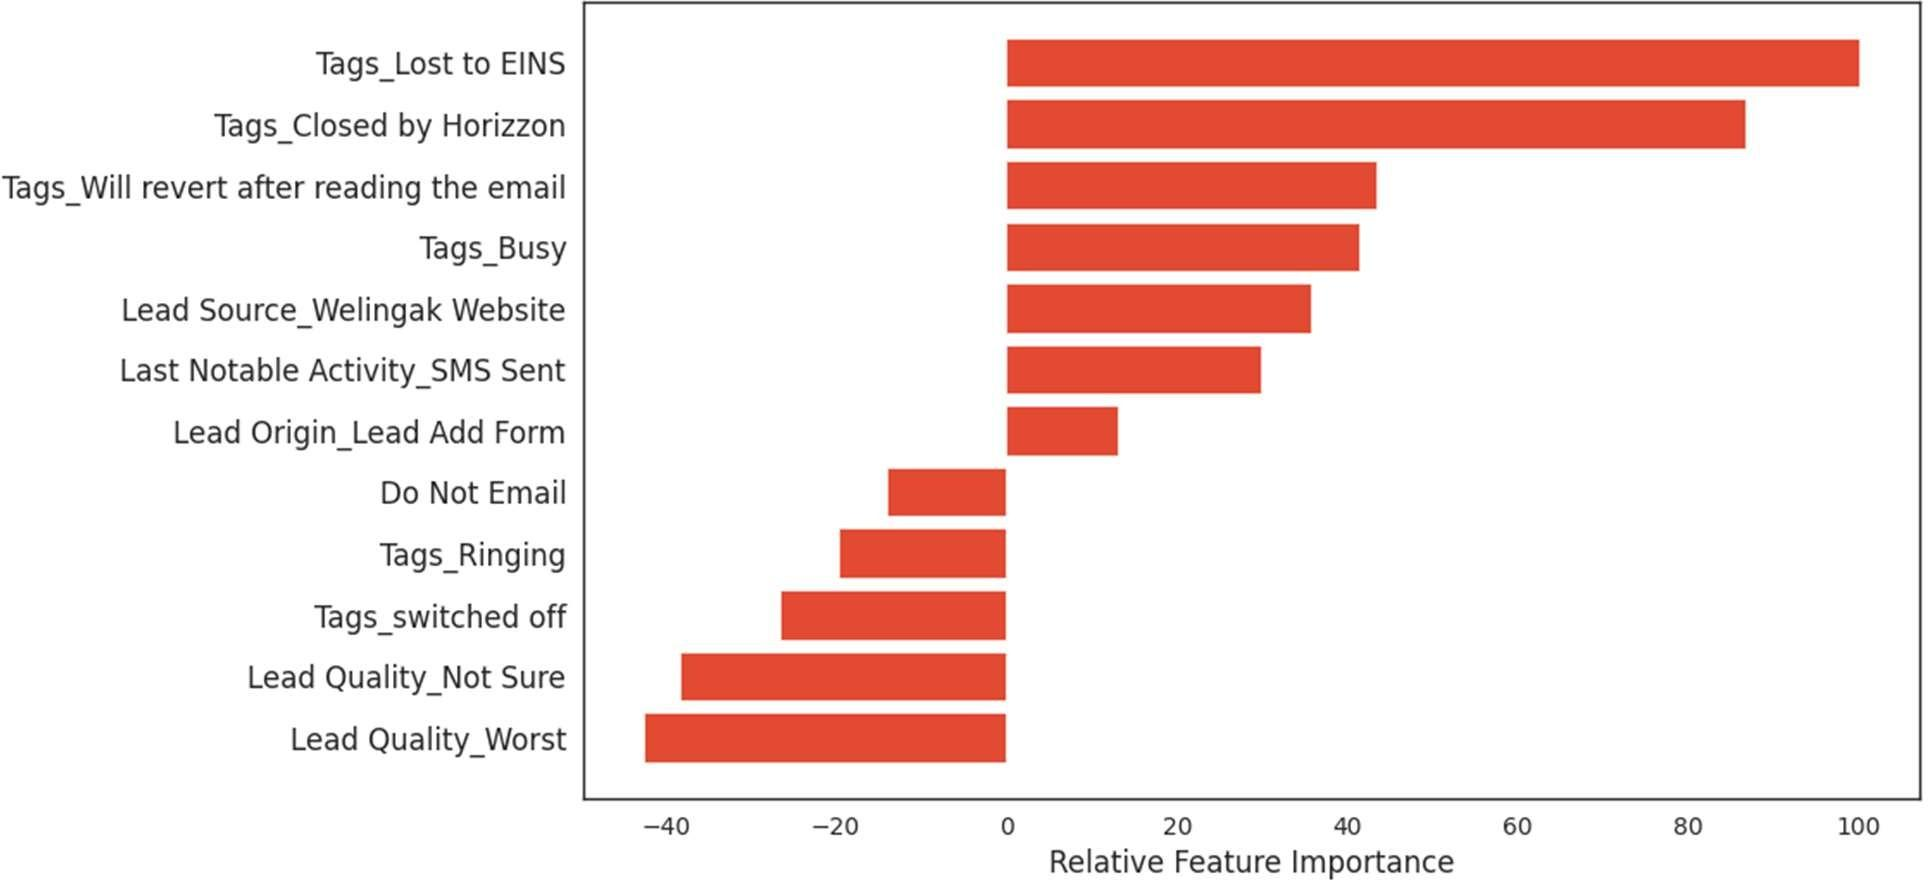 Tags_Lost to EINS
Tags_Closed by Horizzon
Tags_Will revert after reading the email
Tags_Busy
Lead Source_Welingak Website
Last Notable Activity_SMS Sent
Lead Origin_Lead Add Form
Do Not Email
Tags_Ringing
Tags_switched off
Lead Quality_Not Sure
Lead Quality_Worst
−40 −20 0 20 40 60 80 100
Relative Feature Importance